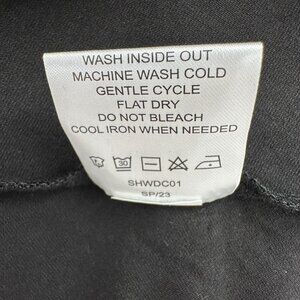 WASH INSIDE OUT
MACHINE WASH COLD
GENTLE CYCLE
FLAT DRY
DO NOT BLEACH
COOL IRON WHEN NEEDED
30
SHWDC01
SP/23